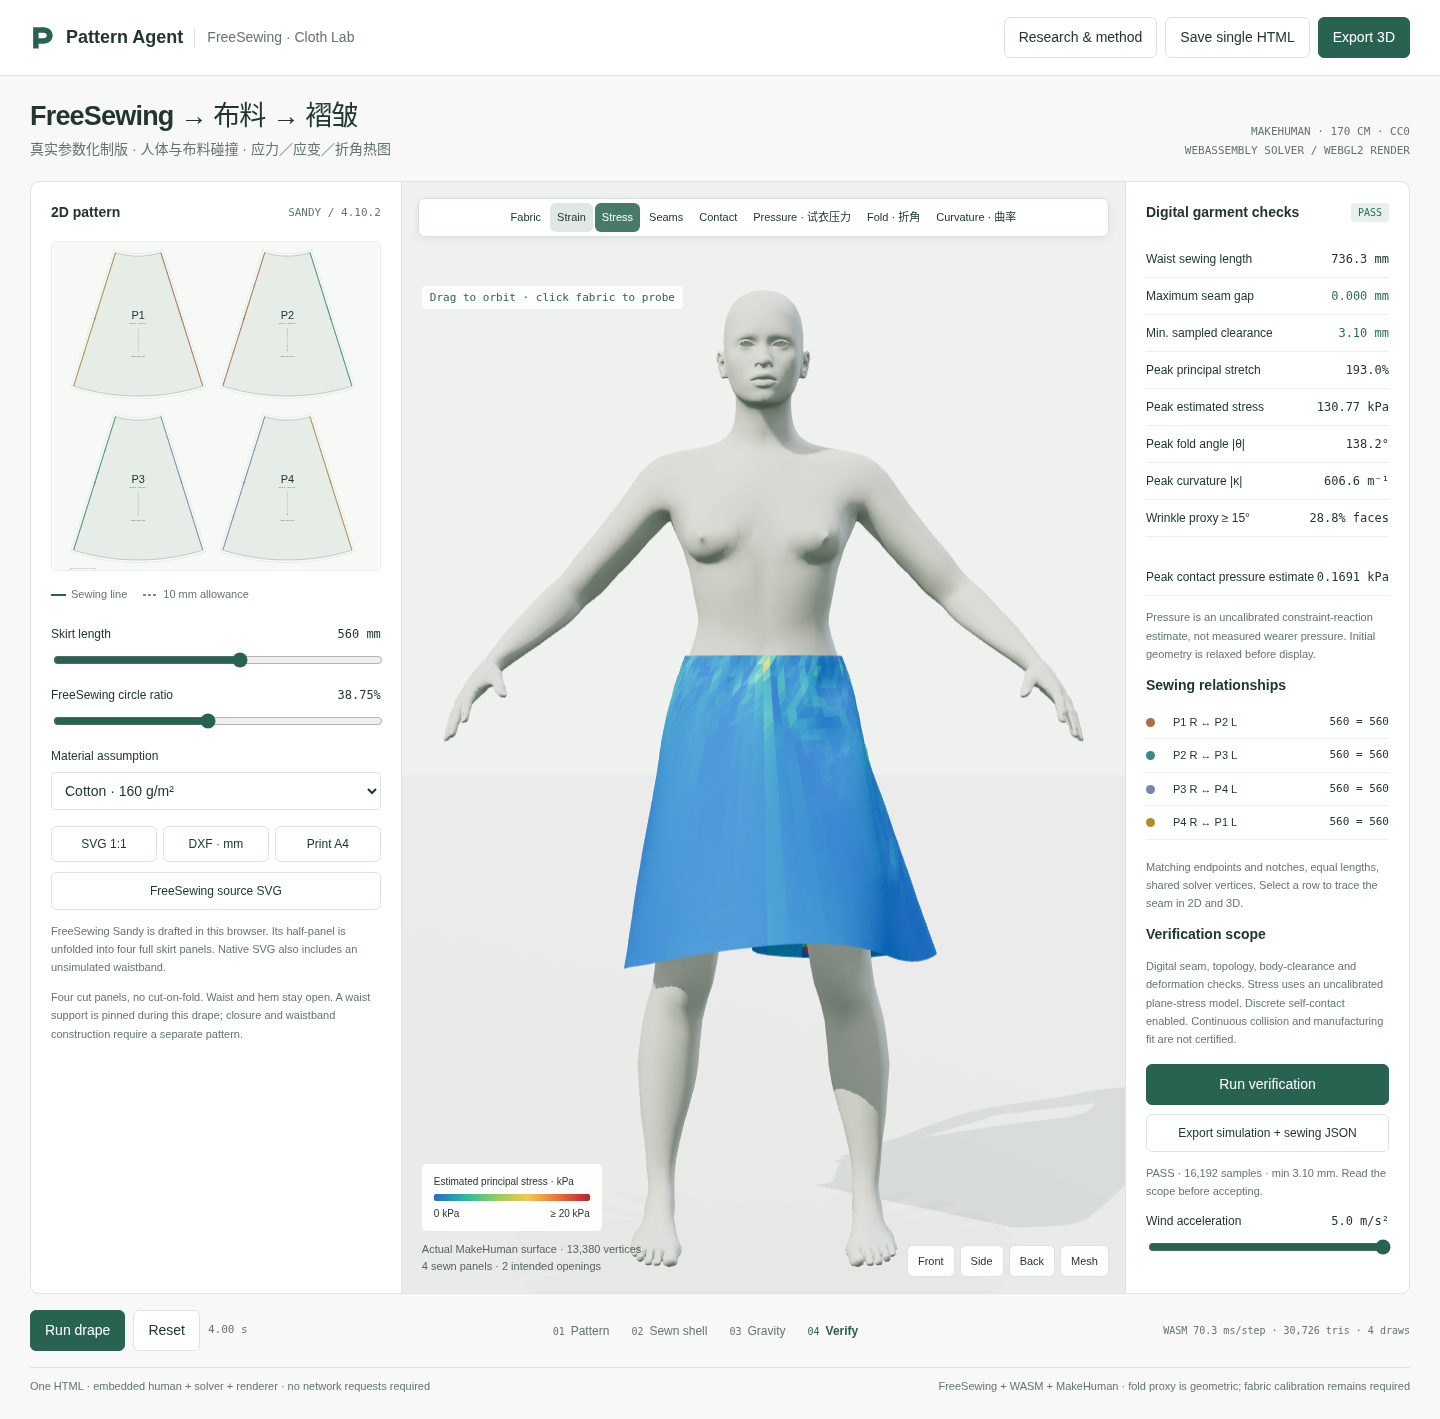 Pattern Agent
FreeSewing · Cloth Lab
Research & method
Save single HTML
Export 3D
FreeSewing → 布料 → 褶皱
真实参数化制版 · 人体与布料碰撞 · 应力／应变／折角热图
MAKEHUMAN · 170 CM · CC0
WEBASSEMBLY SOLVER / WEBGL2 RENDER
2D pattern
SANDY / 4.10.2
P1
P2
P3
P4
Sewing line
10 mm allowance
Skirt length
560 mm
FreeSewing circle ratio
38.75%
Material assumption
Cotton · 160 g/m²
SVG 1:1
DXF · mm
Print A4
FreeSewing source SVG
FreeSewing Sandy is drafted in this browser. Its half-panel is
unfolded into four full skirt panels. Native SVG also includes an
unsimulated waistband.
Four cut panels, no cut-on-fold. Waist and hem stay open. A waist
support is pinned during this drape; closure and waistband
construction require a separate pattern.
Fabric
Strain
Stress
Seams
Contact
Pressure · 试衣压力
Fold · 折角
Curvature · 曲率
Drag to orbit · click fabric to probe
Estimated principal stress · kPa
0 kPa
≥ 20 kPa
Actual MakeHuman surface · 13,380 vertices
4 sewn panels · 2 intended openings
Front
Side
Back
Mesh
Digital garment checks
PASS
Waist sewing length
736.3 mm
Maximum seam gap
0.000 mm
Min. sampled clearance
3.10 mm
Peak principal stretch
193.0%
Peak estimated stress
130.77 kPa
Peak fold angle |θ|
138.2°
Peak curvature |κ|
606.6 m⁻¹
Wrinkle proxy ≥ 15°
28.8% faces
Peak contact pressure estimate
0.1691 kPa
Pressure is an uncalibrated constraint-reaction
estimate, not measured wearer pressure. Initial
geometry is relaxed before display.
Sewing relationships
P1 R ↔ P2 L
560 = 560
P2 R ↔ P3 L
560 = 560
P3 R ↔ P4 L
560 = 560
P4 R ↔ P1 L
560 = 560
Matching endpoints and notches, equal lengths,
shared solver vertices. Select a row to trace the
seam in 2D and 3D.
Verification scope
Digital seam, topology, body-clearance and
deformation checks. Stress uses an uncalibrated
plane-stress model. Discrete self-contact
enabled. Continuous collision and manufacturing
fit are not certified.
Run verification
Export simulation + sewing JSON
PASS · 16,192 samples · min 3.10 mm. Read the
scope before accepting.
Wind acceleration
5.0 m/s²
Run drape
Reset
4.00 s
01 Pattern
02 Sewn shell
03 Gravity
04 Verify
WASM 70.3 ms/step · 30,726 tris · 4 draws
One HTML · embedded human + solver + renderer · no network requests required
FreeSewing + WASM + MakeHuman · fold proxy is geometric; fabric calibration remains required